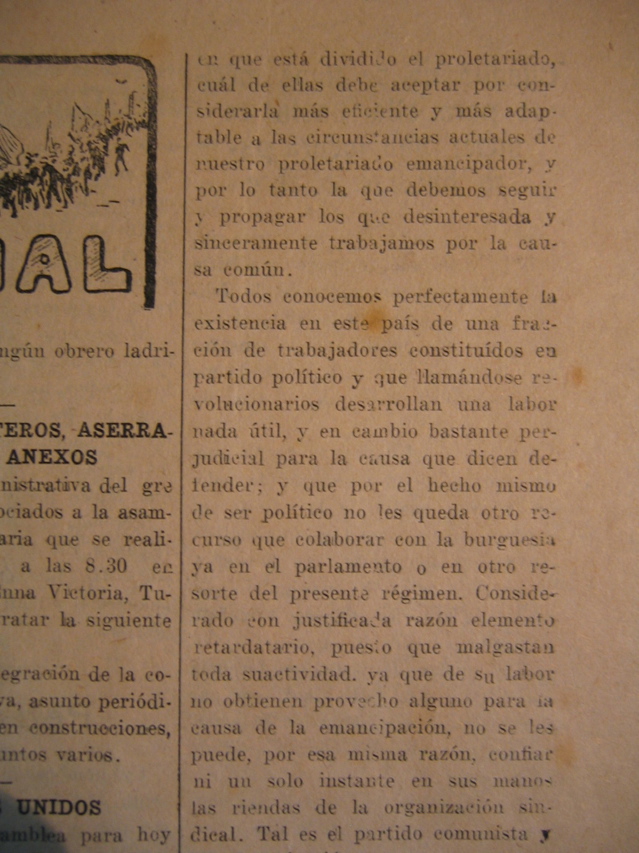 NAL
ngún obrero ladri-
TEROS, ASERRA-
ANEXOS
nistrativa del gre
ociados a la asam-
aria que se reali-
a las 8.30 en
nna Victoria, Tu-
ratar la siguiente
egración de la co-
va, asunto periódi-
en construcciones,
untos varios.
UNIDOS
amblea para hoy
en que está dividido el proletariado,
cuál de ellas debe aceptar por con-
siderarla más eficiente y más adap-
table a las circunstancias actuales de
nuestro proletariado emancipador, y
por lo tanto la que debemos seguir
y propagar los que desinteresada y
sinceramente trabajamos por la cau-
sa común.
Todos conocemos perfectamente la
existencia en este país de una frac-
ción de trabajadores constituídos en
partido político y que llamándose re-
volucionarios desarrollan una labor
nada útil, y en cambio bastante per-
judicial para la causa que dicen de-
fender; y que por el hecho mismo
de ser político no les queda otro re-
curso que colaborar con la burguesia
ya en el parlamento o en otro re-
sorte del presente régimen. Conside-
rado con justificada razón elemento
retardatario, puesto que malgastan
toda suactividad. ya que de su labor
no obtienen provecho alguno para la
causa de la emancipación, no se les
puede, por esa misma razón, confiar
ni un solo instante en sus manos
las riendas de la organización sin-
dical. Tal es el partido comunista y